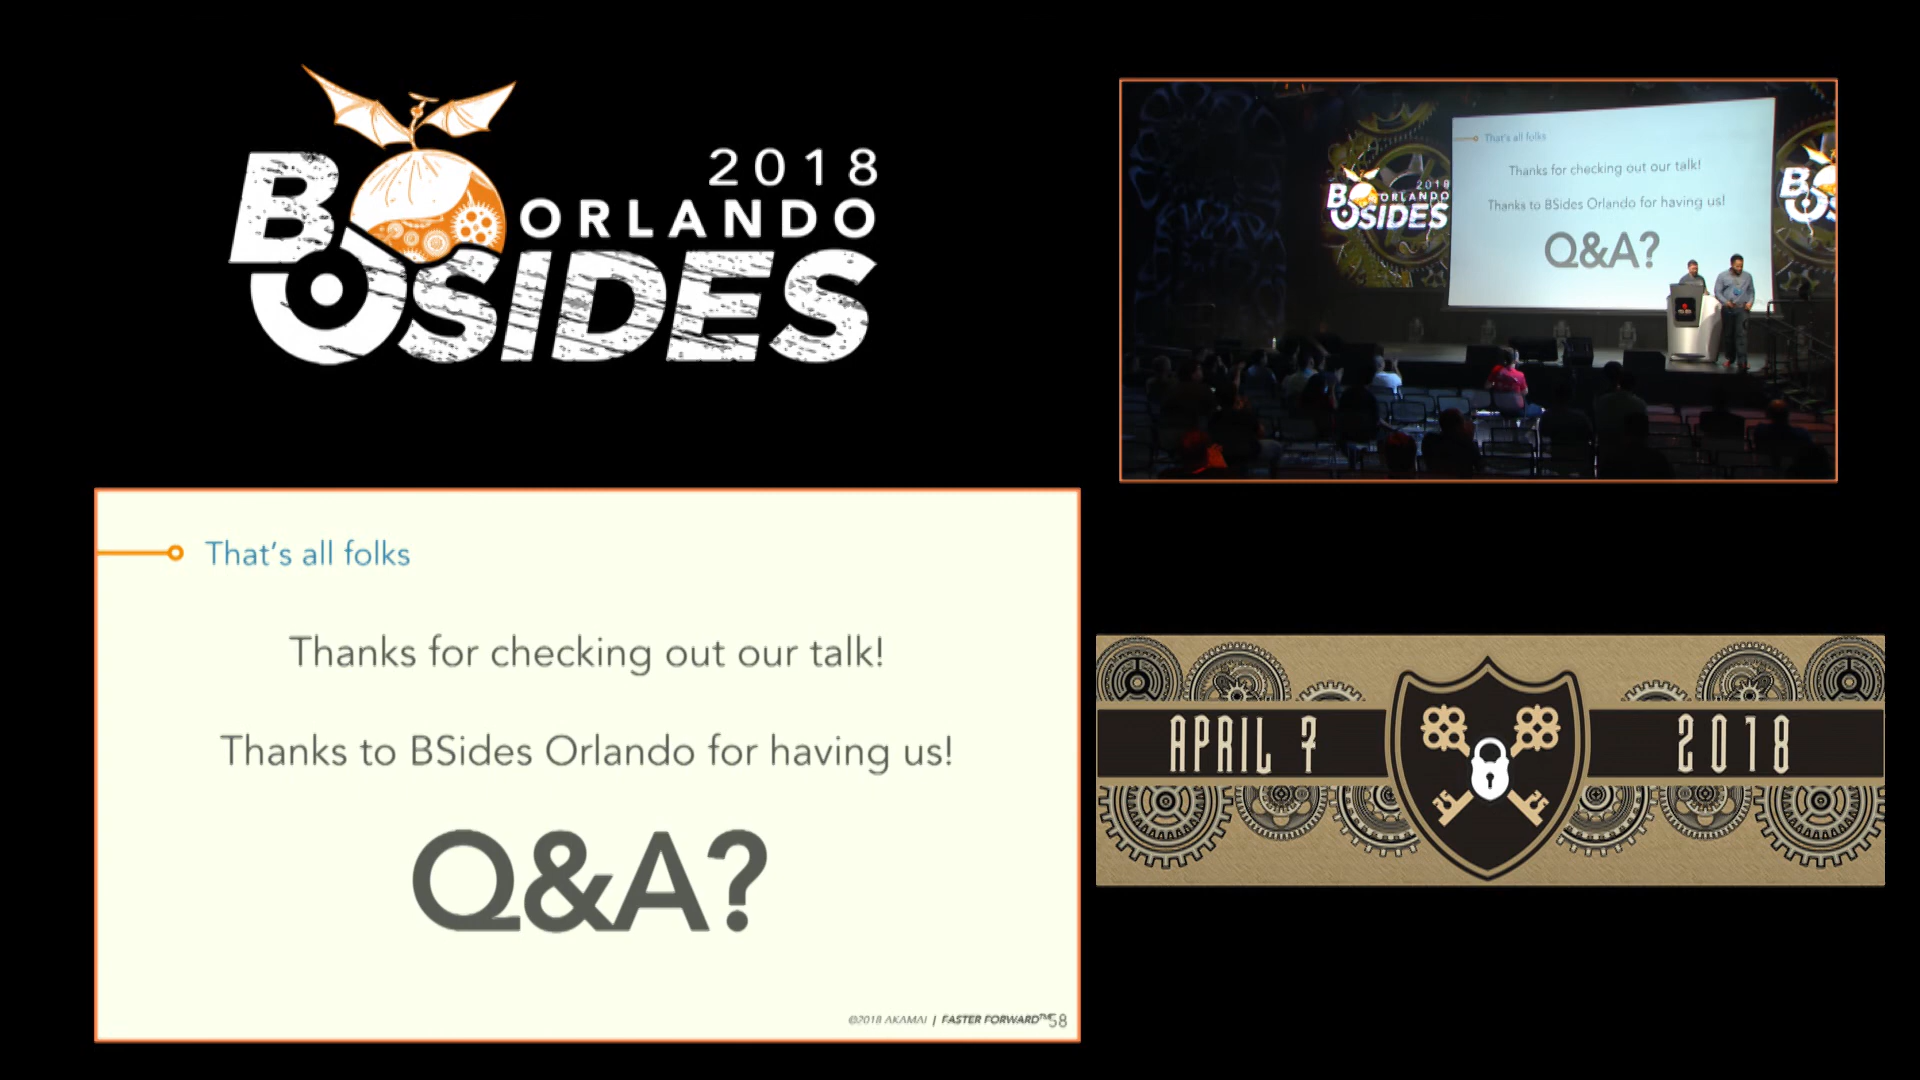 2018
ORLANDO
BSIDES
That's all folks
Thanks for checking out our talk!
Thanks to BSides Orlando for having us!
Q&A?
2018
ORLANDO
BSIDES
B
S
That's all folks
Thanks for checking out our talk!
Thanks to BSides Orlando for having us!
Q&A?
©2018 AKAMAI | FASTER FORWARD™ 58
APRIL 7
2018